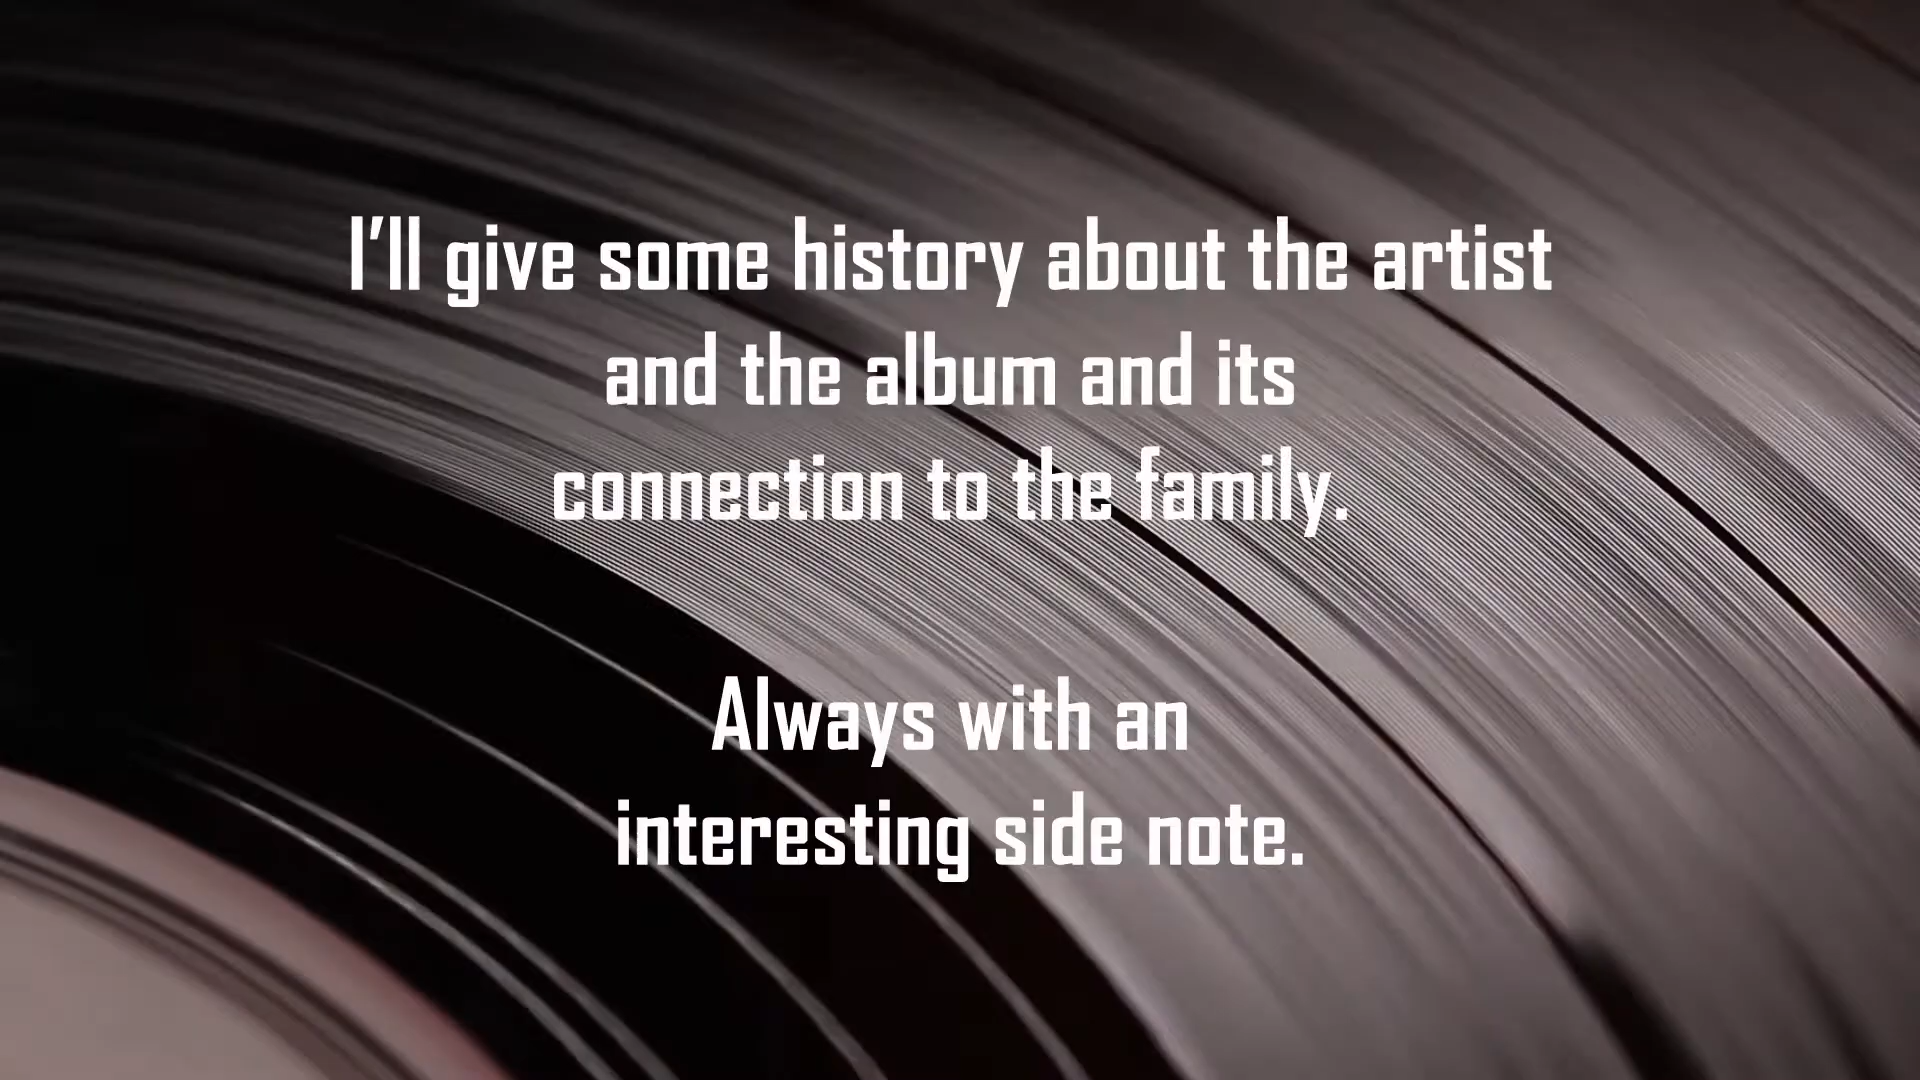 I’ll give some history about the artist
and the album and its
connection to the family.
Always with an
interesting side note.